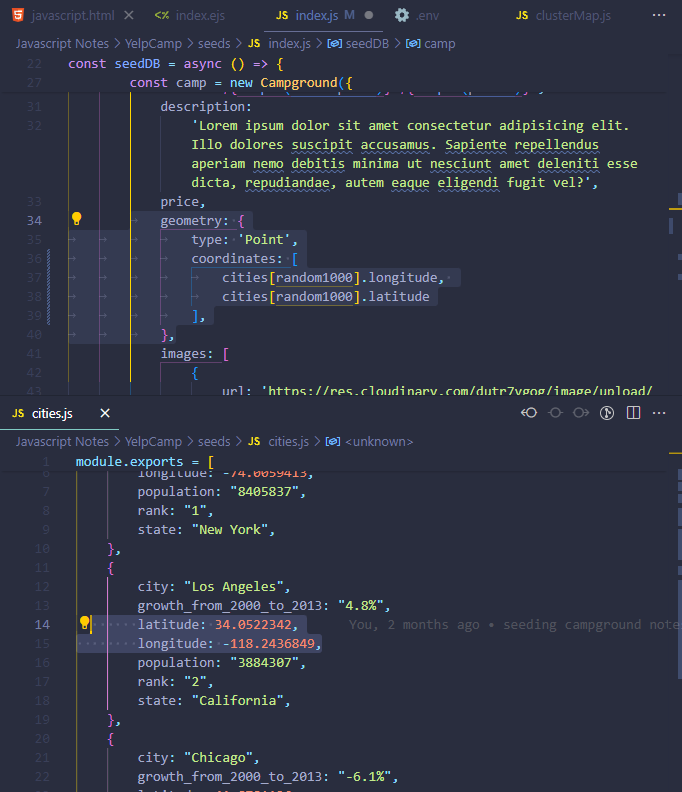 javascript.html
index.ejs
JS index.js M
.env
JS clusterMap.js
Javascript Notes > YelpCamp > seeds > JS index.js > seedDB > camp
22 const seedDB = async () => {
27 const camp = new Campground({
31 description:
32 'Lorem ipsum dolor sit amet consectetur adipisicing elit.
Illo dolores suscipit accusamus. Sapiente repellendus
aperiam nemo debitis minima ut nesciunt amet deleniti esse
dicta, repudiandae, autem eaque eligendi fugit vel?',
33 price,
34 geometry: {
35 type: 'Point',
36 coordinates: [
37 cities[random1000].longitude,
38 cities[random1000].latitude
39 ],
40 },
41 images: [
42 {
43 url: 'https://res.cloudinary.com/dutr7vgog/image/upload/
JS cities.js
Javascript Notes > YelpCamp > seeds > JS cities.js > <unknown>
1 module.exports = [
6 longitude: -74.0059413,
7 population: "8405837",
8 rank: "1",
9 state: "New York",
10 },
11 {
12 city: "Los Angeles",
13 growth_from_2000_to_2013: "4.8%",
14 latitude: 34.0522342, You, 2 months ago • seeding campground note
15 longitude: -118.2436849,
16 population: "3884307",
17 rank: "2",
18 state: "California",
19 },
20 {
21 city: "Chicago",
22 growth_from_2000_to_2013: "-6.1%",